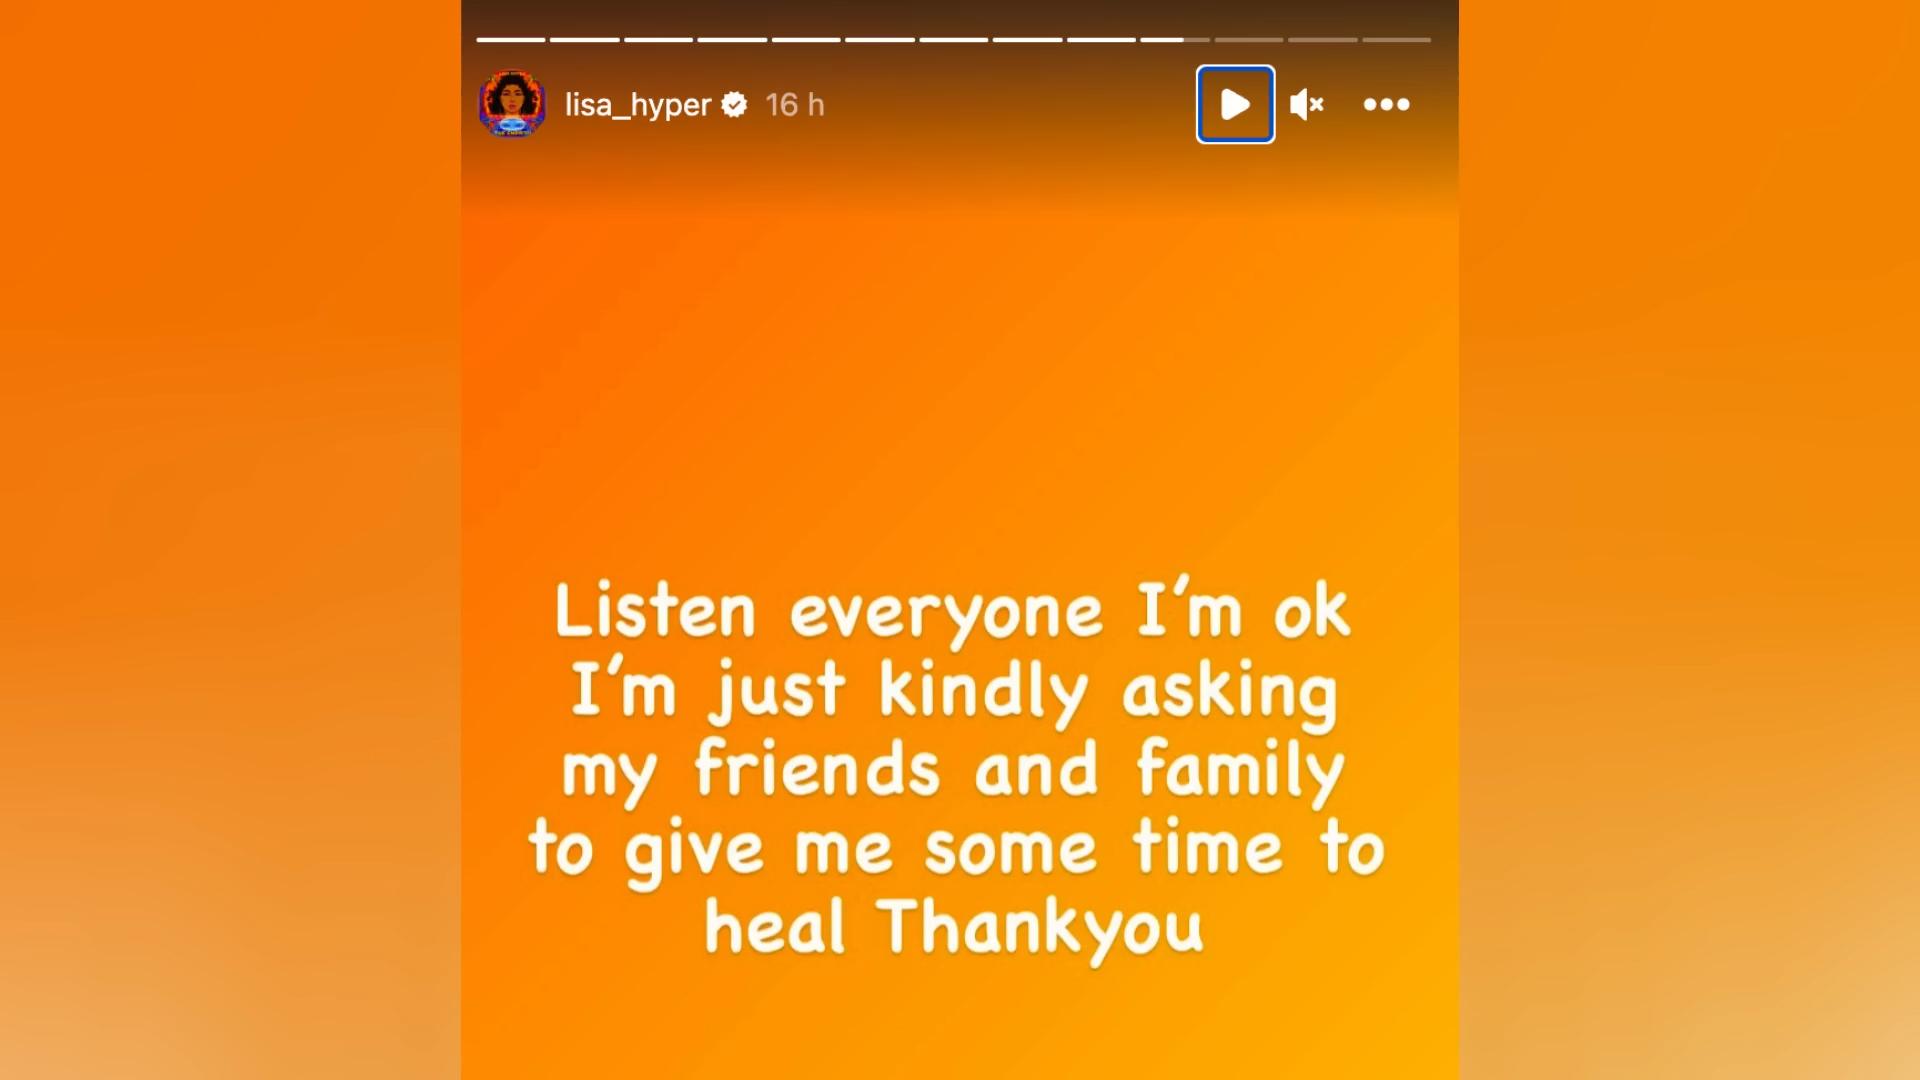 lisa_hyper 16 h
Listen everyone I'm ok
I'm just kindly asking
my friends and family
to give me some time to
heal Thankyou